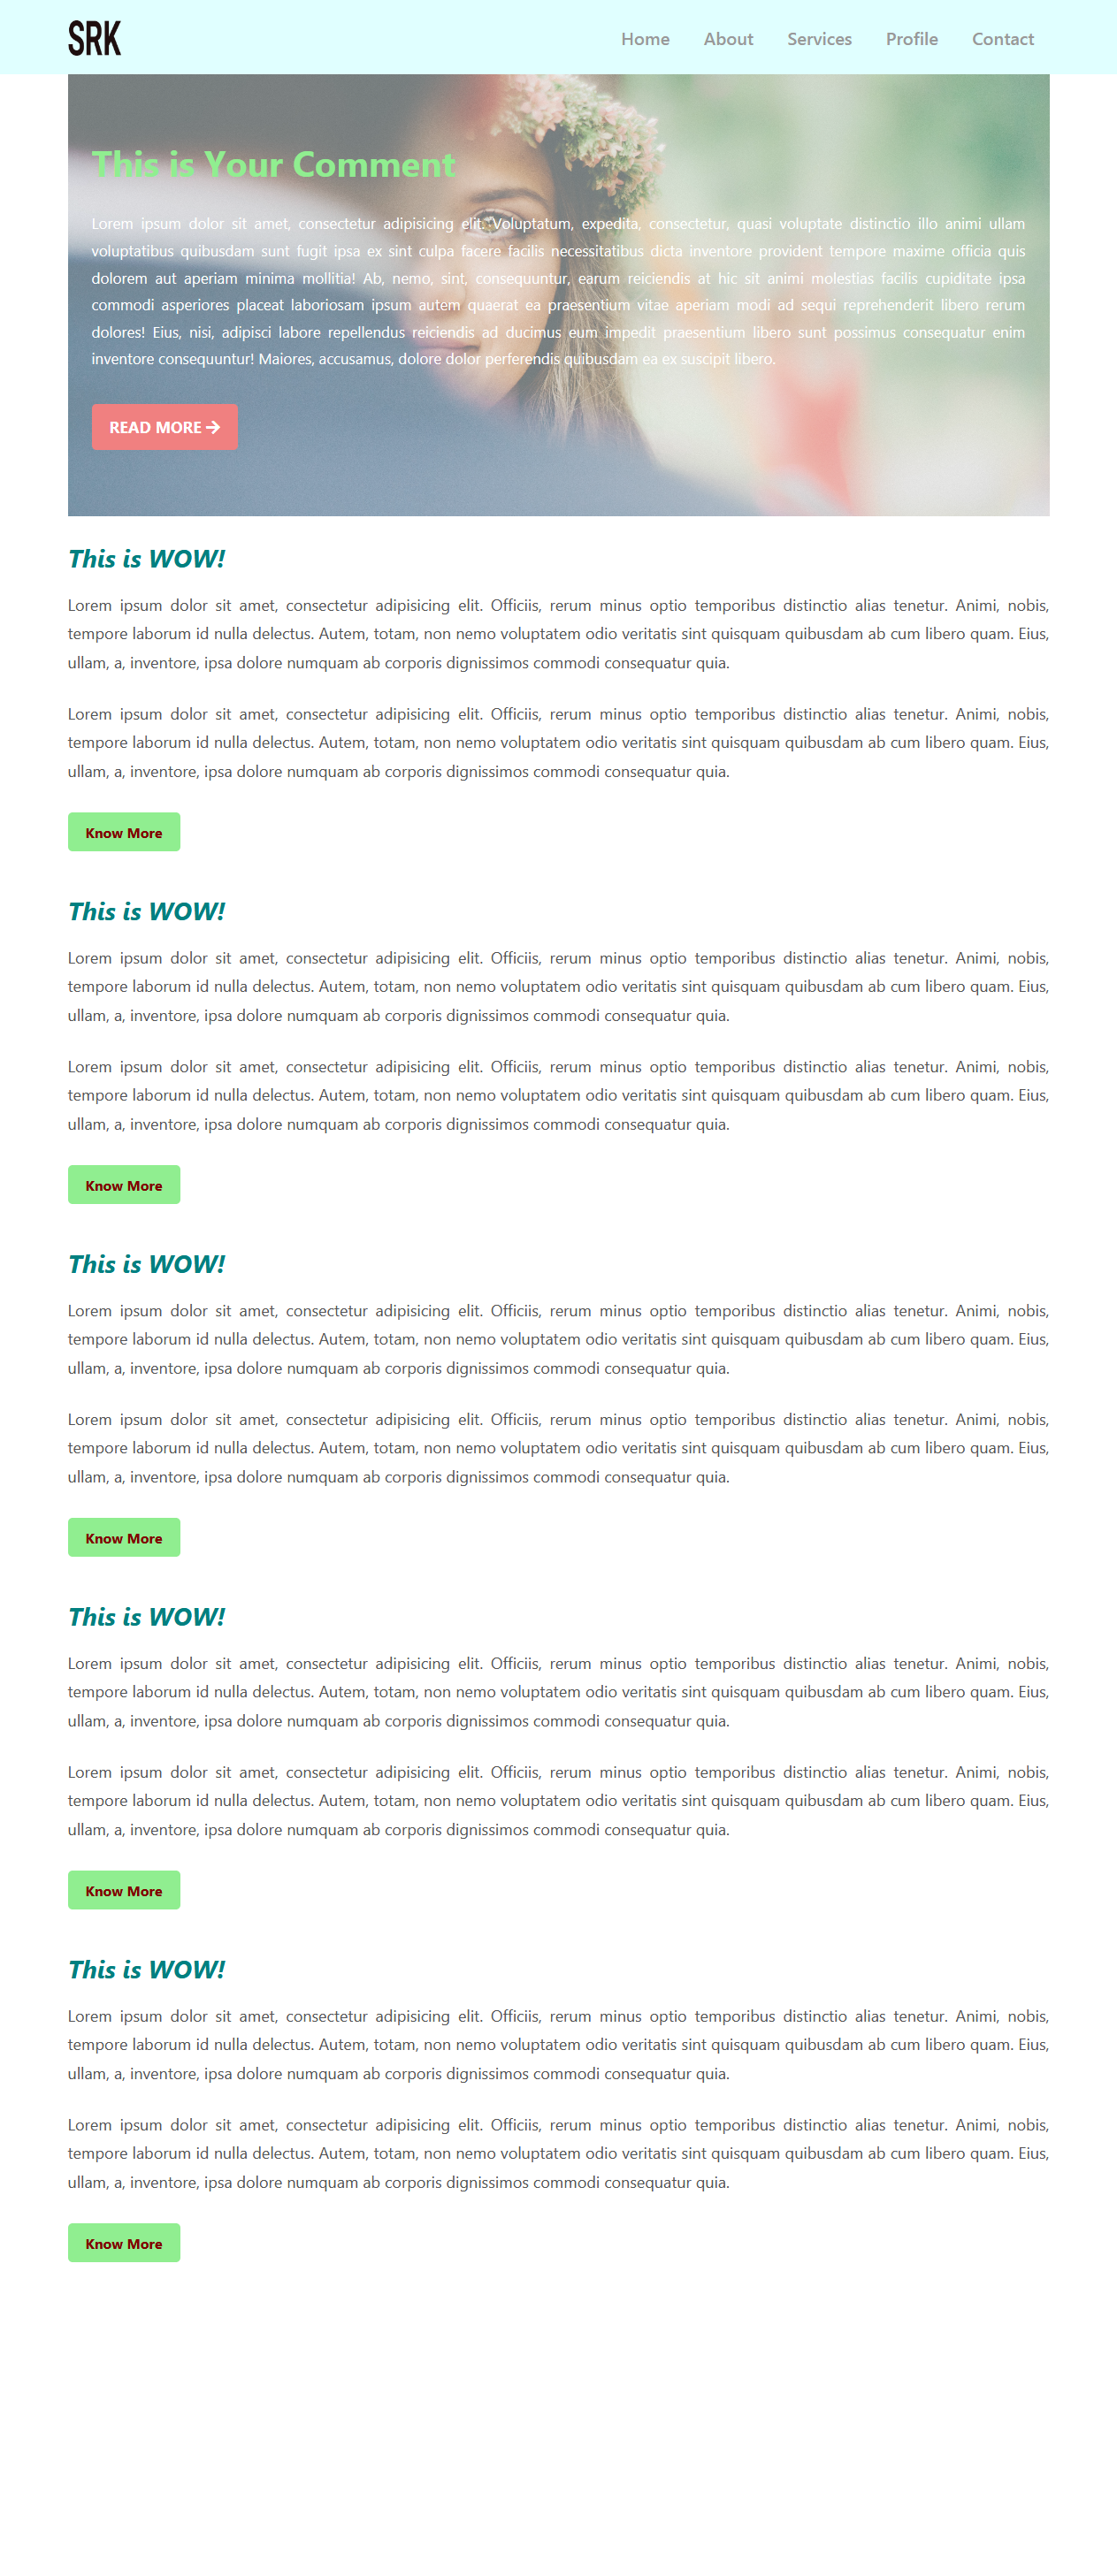 SRK
Home About Services Profile Contact
This is Your Comment
Lorem ipsum dolor sit amet, consectetur adipisicing elit. Voluptatum, expedita, consectetur, quasi voluptate distinctio illo animi ullam
voluptatibus quibusdam sunt fugit ipsa ex sint culpa facere facilis necessitatibus dicta inventore provident tempore maxime officia quis
dolorem aut aperiam minima mollitia! Ab, nemo, sint, consequuntur, earum reiciendis at hic sit animi molestias facilis cupiditate ipsa
commodi asperiores placeat laboriosam ipsum autem quaerat ea praesentium vitae aperiam modi ad sequi reprehenderit libero rerum
dolores! Eius, nisi, adipisci labore repellendus reiciendis ad ducimus eum impedit praesentium libero sunt possimus consequatur enim
inventore consequuntur! Maiores, accusamus, dolore dolor perferendis quibusdam ea ex suscipit libero.
READ MORE
This is WOW!
Lorem ipsum dolor sit amet, consectetur adipisicing elit. Officiis, rerum minus optio temporibus distinctio alias tenetur. Animi, nobis,
tempore laborum id nulla delectus. Autem, totam, non nemo voluptatem odio veritatis sint quisquam quibusdam ab cum libero quam. Eius,
ullam, a, inventore, ipsa dolore numquam ab corporis dignissimos commodi consequatur quia.
Lorem ipsum dolor sit amet, consectetur adipisicing elit. Officiis, rerum minus optio temporibus distinctio alias tenetur. Animi, nobis,
tempore laborum id nulla delectus. Autem, totam, non nemo voluptatem odio veritatis sint quisquam quibusdam ab cum libero quam. Eius,
ullam, a, inventore, ipsa dolore numquam ab corporis dignissimos commodi consequatur quia.
Know More
This is WOW!
Lorem ipsum dolor sit amet, consectetur adipisicing elit. Officiis, rerum minus optio temporibus distinctio alias tenetur. Animi, nobis,
tempore laborum id nulla delectus. Autem, totam, non nemo voluptatem odio veritatis sint quisquam quibusdam ab cum libero quam. Eius,
ullam, a, inventore, ipsa dolore numquam ab corporis dignissimos commodi consequatur quia.
Lorem ipsum dolor sit amet, consectetur adipisicing elit. Officiis, rerum minus optio temporibus distinctio alias tenetur. Animi, nobis,
tempore laborum id nulla delectus. Autem, totam, non nemo voluptatem odio veritatis sint quisquam quibusdam ab cum libero quam. Eius,
ullam, a, inventore, ipsa dolore numquam ab corporis dignissimos commodi consequatur quia.
Know More
This is WOW!
Lorem ipsum dolor sit amet, consectetur adipisicing elit. Officiis, rerum minus optio temporibus distinctio alias tenetur. Animi, nobis,
tempore laborum id nulla delectus. Autem, totam, non nemo voluptatem odio veritatis sint quisquam quibusdam ab cum libero quam. Eius,
ullam, a, inventore, ipsa dolore numquam ab corporis dignissimos commodi consequatur quia.
Lorem ipsum dolor sit amet, consectetur adipisicing elit. Officiis, rerum minus optio temporibus distinctio alias tenetur. Animi, nobis,
tempore laborum id nulla delectus. Autem, totam, non nemo voluptatem odio veritatis sint quisquam quibusdam ab cum libero quam. Eius,
ullam, a, inventore, ipsa dolore numquam ab corporis dignissimos commodi consequatur quia.
Know More
This is WOW!
Lorem ipsum dolor sit amet, consectetur adipisicing elit. Officiis, rerum minus optio temporibus distinctio alias tenetur. Animi, nobis,
tempore laborum id nulla delectus. Autem, totam, non nemo voluptatem odio veritatis sint quisquam quibusdam ab cum libero quam. Eius,
ullam, a, inventore, ipsa dolore numquam ab corporis dignissimos commodi consequatur quia.
Lorem ipsum dolor sit amet, consectetur adipisicing elit. Officiis, rerum minus optio temporibus distinctio alias tenetur. Animi, nobis,
tempore laborum id nulla delectus. Autem, totam, non nemo voluptatem odio veritatis sint quisquam quibusdam ab cum libero quam. Eius,
ullam, a, inventore, ipsa dolore numquam ab corporis dignissimos commodi consequatur quia.
Know More
This is WOW!
Lorem ipsum dolor sit amet, consectetur adipisicing elit. Officiis, rerum minus optio temporibus distinctio alias tenetur. Animi, nobis,
tempore laborum id nulla delectus. Autem, totam, non nemo voluptatem odio veritatis sint quisquam quibusdam ab cum libero quam. Eius,
ullam, a, inventore, ipsa dolore numquam ab corporis dignissimos commodi consequatur quia.
Lorem ipsum dolor sit amet, consectetur adipisicing elit. Officiis, rerum minus optio temporibus distinctio alias tenetur. Animi, nobis,
tempore laborum id nulla delectus. Autem, totam, non nemo voluptatem odio veritatis sint quisquam quibusdam ab cum libero quam. Eius,
ullam, a, inventore, ipsa dolore numquam ab corporis dignissimos commodi consequatur quia.
Know More